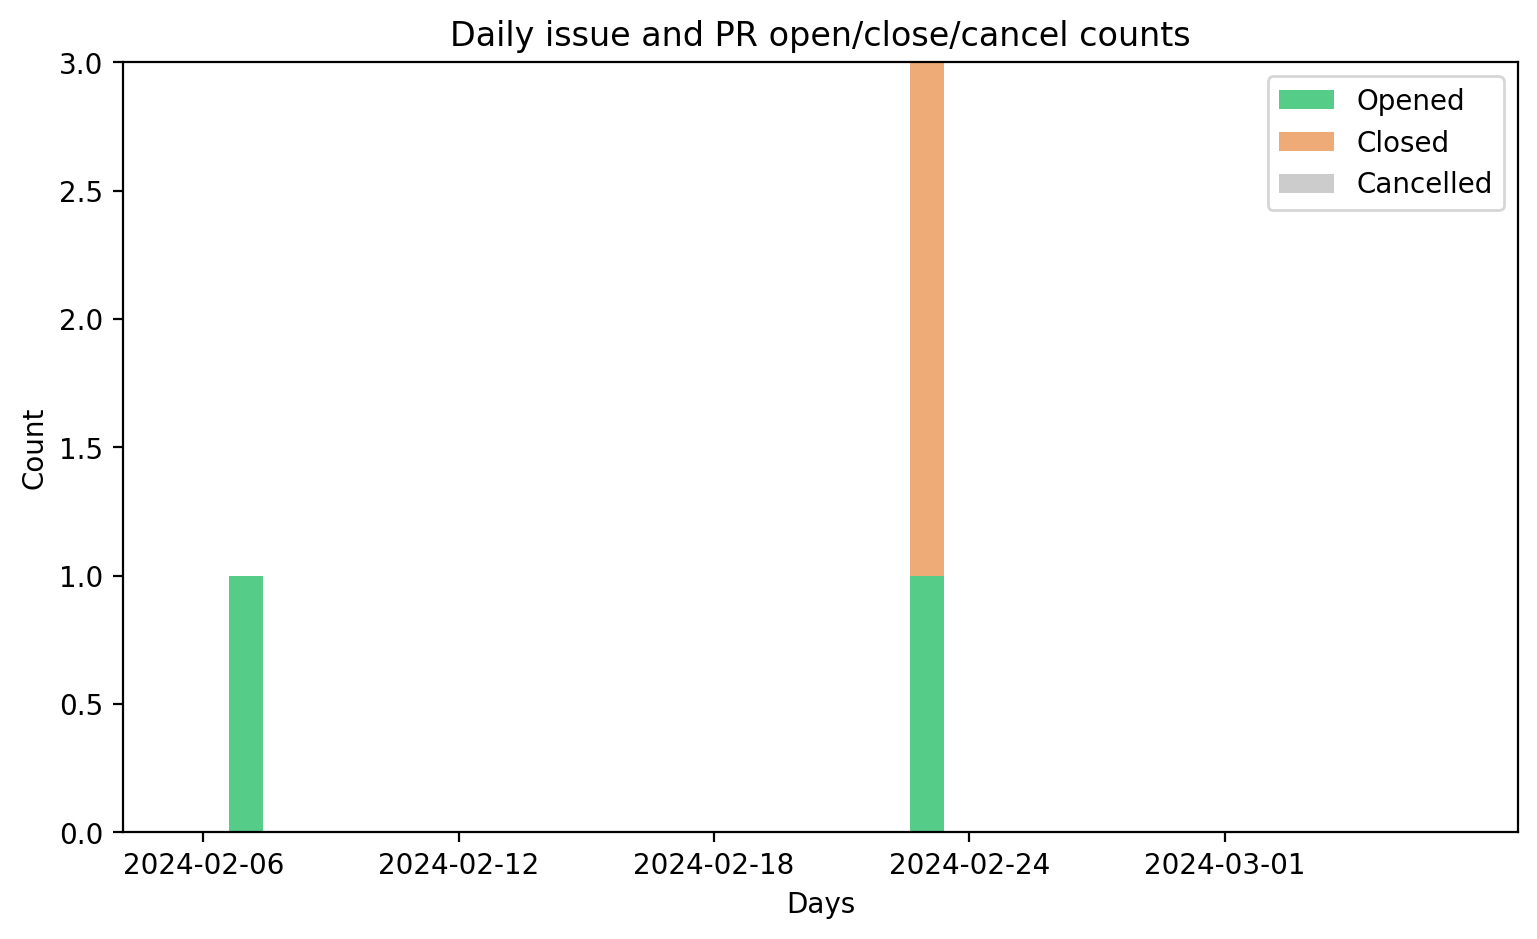 Daily issue and PR open/close/cancel counts
3.0
2.5
2.0
1.5
1.0
0.5
0.0
Count
Opened
Closed
Cancelled
2024-02-06
2024-02-12
2024-02-18
2024-02-24
2024-03-01
Days